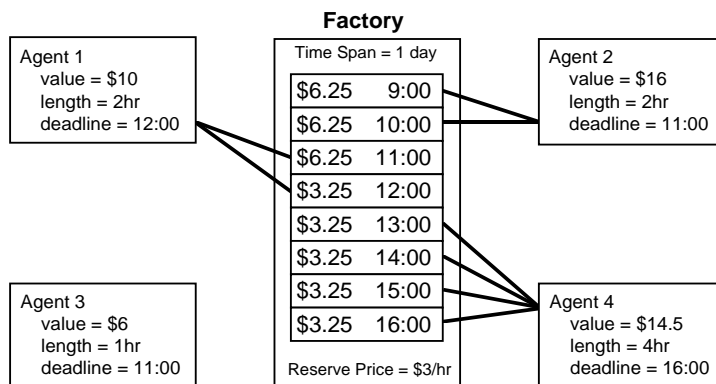 Factory
Agent 1
value = $10
length = 2hr
deadline = 12:00
Time Span = 1 day
$6.25 9:00
$6.25 10:00
$6.25 11:00
$3.25 12:00
$3.25 13:00
$3.25 14:00
$3.25 15:00
$3.25 16:00
Reserve Price = $3/hr
Agent 2
value = $16
length = 2hr
deadline = 11:00
Agent 3
value = $6
length = 1hr
deadline = 11:00
Agent 4
value = $14.5
length = 4hr
deadline = 16:00